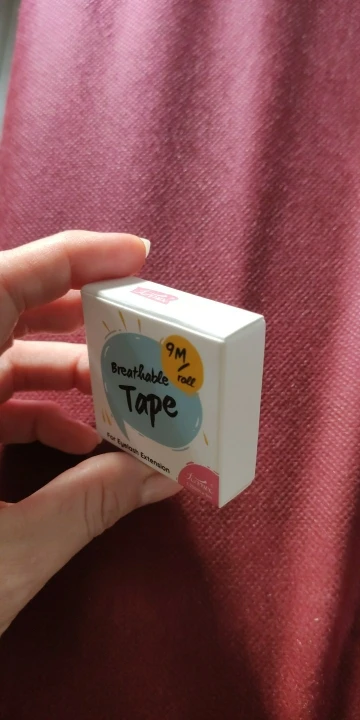 9M/
roll
Breathable
Tape
For Eyelash Extension